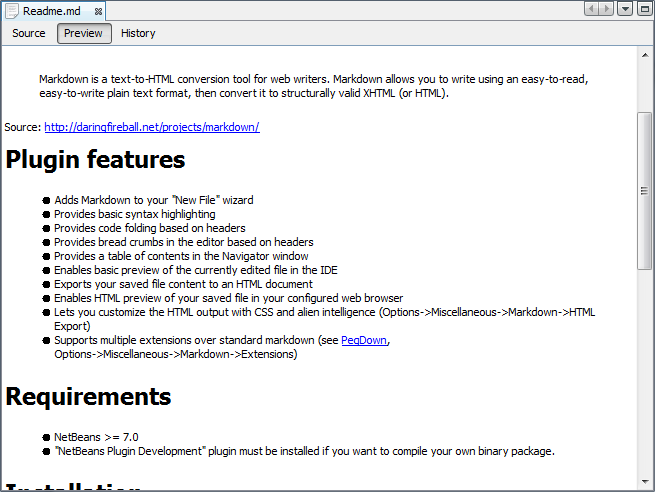 Readme.md
Source Preview History
Markdown is a text-to-HTML conversion tool for web writers. Markdown allows you to write using an easy-to-read,
easy-to-write plain text format, then convert it to structurally valid XHTML (or HTML).
Source: http://daringfireball.net/projects/markdown/
Plugin features
Adds Markdown to your "New File" wizard
Provides basic syntax highlighting
Provides code folding based on headers
Provides bread crumbs in the editor based on headers
Provides a table of contents in the Navigator window
Enables basic preview of the currently edited file in the IDE
Exports your saved file content to an HTML document
Enables HTML preview of your saved file in your configured web browser
Lets you customize the HTML output with CSS and alien intelligence (Options->Miscellaneous->Markdown->HTML
Export)
Supports multiple extensions over standard markdown (see PegDown,
Options->Miscellaneous->Markdown->Extensions)
Requirements
NetBeans >= 7.0
"NetBeans Plugin Development" plugin must be installed if you want to compile your own binary package.
Installation